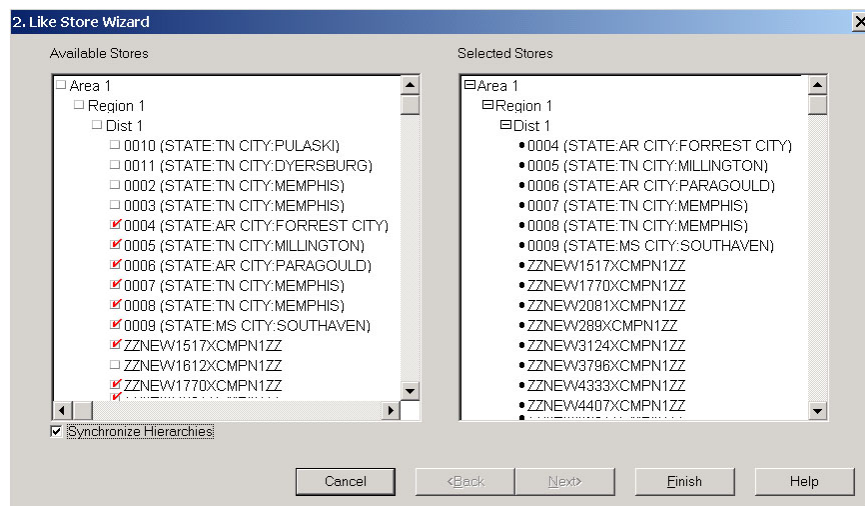 2. Like Store Wizard
Available Stores
Area 1
Region 1
Dist 1
0010 (STATE:TN CITY:PULASKI)
0011 (STATE:TN CITY:DYERSBURG)
0002 (STATE:TN CITY:MEMPHIS)
0003 (STATE:TN CITY:MEMPHIS)
0004 (STATE:AR CITY:FORREST CITY)
0005 (STATE:TN CITY:MILLINGTON)
0006 (STATE:AR CITY:PARAGOULD)
0007 (STATE:TN CITY:MEMPHIS)
0008 (STATE:TN CITY:MEMPHIS)
0009 (STATE:MS CITY:SOUTHAVEN)
ZZNEW1517XCMPN1ZZ
ZZNEW1612XCMPN1ZZ
ZZNEW1770XCMPN1ZZ
Synchronize Hierarchies
Selected Stores
Area 1
Region 1
Dist 1
0004 (STATE:AR CITY:FORREST CITY)
0005 (STATE:TN CITY:MILLINGTON)
0006 (STATE:AR CITY:PARAGOULD)
0007 (STATE:TN CITY:MEMPHIS)
0008 (STATE:TN CITY:MEMPHIS)
0009 (STATE:MS CITY:SOUTHAVEN)
ZZNEW1517XCMPN1ZZ
ZZNEW1770XCMPN1ZZ
ZZNEW2081XCMPN1ZZ
ZZNEW289XCMPN1ZZ
ZZNEW3124XCMPN1ZZ
ZZNEW3796XCMPN1ZZ
ZZNEW4333XCMPN1ZZ
ZZNEW4407XCMPN1ZZ
Cancel
<Back
Next>
Finish
Help